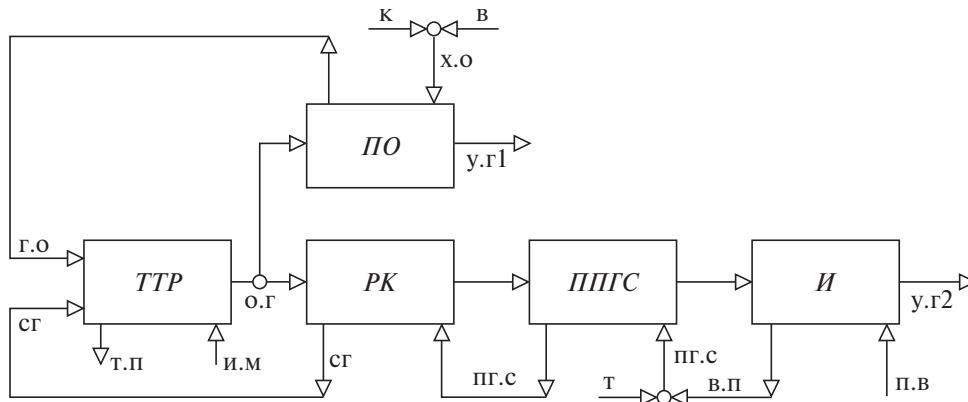 к
в
х.о
ПО
у.г1
г.о
ТТР
о.г
РК
ППГС
И
у.г2
сг
т.п
и.м
сг
пг.с
т
пг.с
в.п
п.в